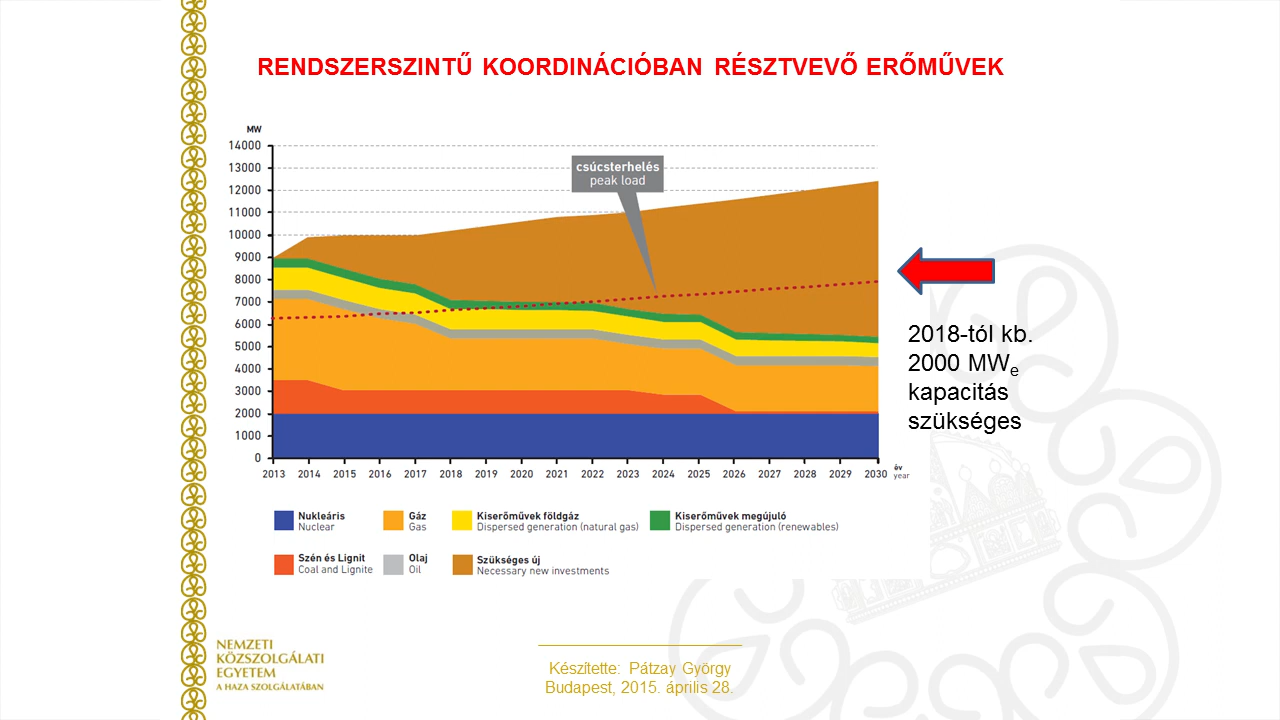 RENDSZERSZINTŰ KOORDINÁCIÓBAN RÉSZTVEVŐ ERŐMŰVEK
MW
14000
13000
12000
11000
10000
9000
8000
7000
6000
5000
4000
3000
2000
1000
0
csúcsterhelés
peak load
2013 2014 2015 2016 2017 2018 2019 2020 2021 2022 2023 2024 2025 2026 2027 2028 2029 2030
év
year
2018-tól kb.
2000 MWe
kapacitás
szükséges
Nukleáris
Nuclear
Gáz
Gas
Kiserőművek földgáz
Dispersed generation (natural gas)
Kiserőművek megújuló
Dispersed generation (renewables)
Szén és Lignit
Coal and Lignite
Olaj
Oil
Szükséges új
Necessary new investments
NEMZETI
KÖZSZOLGÁLATI
EGYETEM
A HAZA SZOLGÁLATÁBAN
Készítette: Pátzay György
Budapest, 2015. április 28.